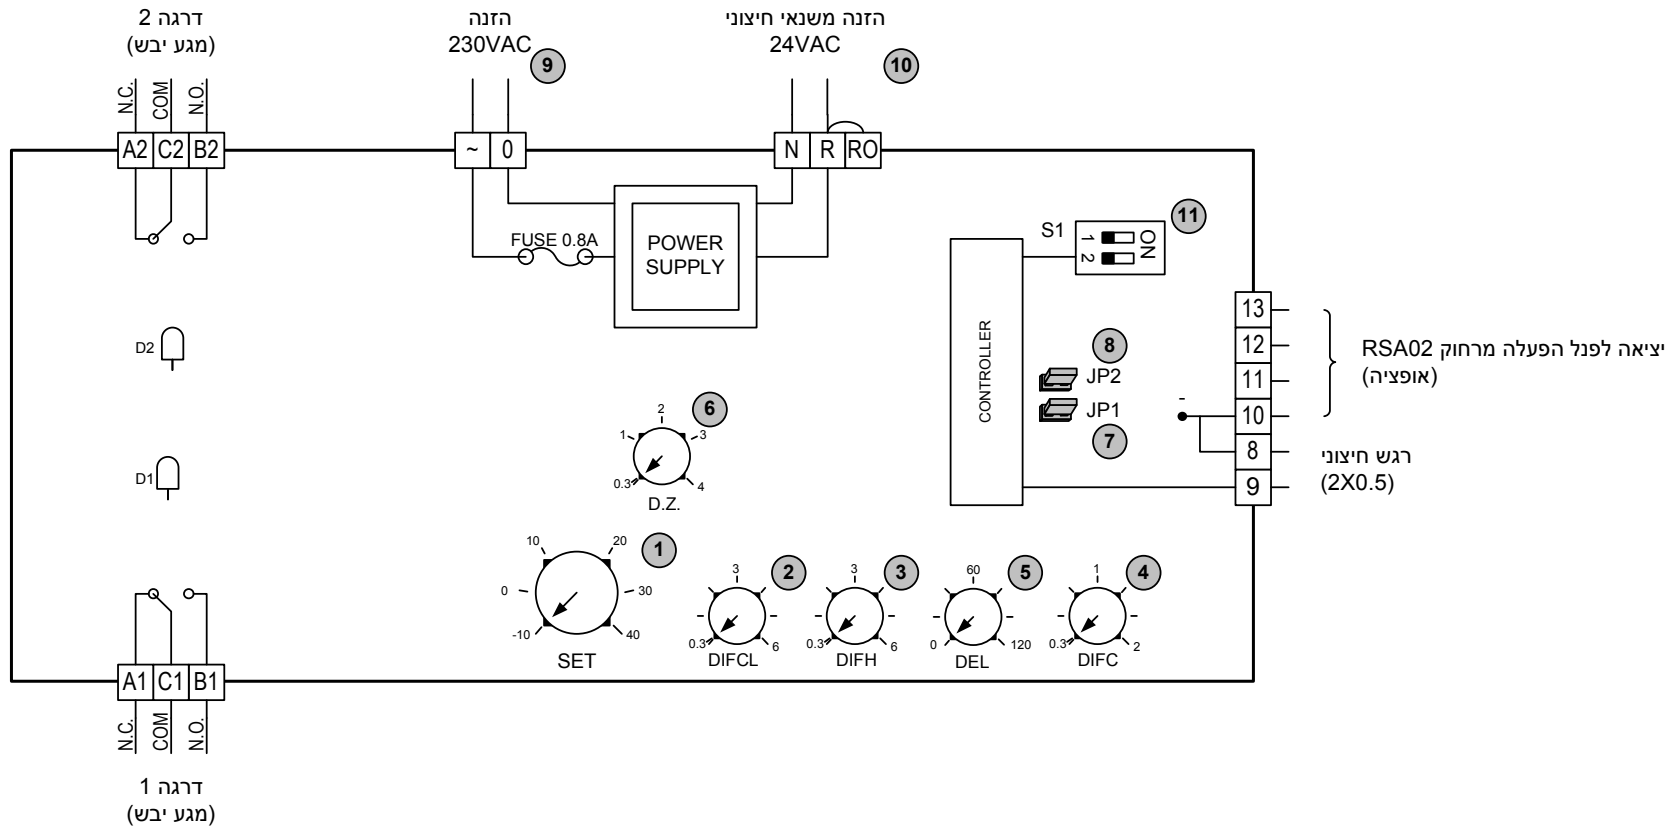 דרגה 2
(מגע יבש)
הזנה
230VAC
9
הזנה משנאי חיצוני
24VAC
10
N.C.
COM
N.O.
A2 C2 B2
~ 0
N R RO
FUSE 0.8A
POWER
SUPPLY
S1
1
2
ON
11
CONTROLLER
D2
D1
8
JP2
JP1
7
13
12
11
10
8
9
-
יציאה לפנל הפעלה מרחוק RSA02
(אופציה)
רגש חיצוני
(2X0.5)
6
0.3 1 2 3 4
D.Z.
1
-10 0 10 20 30 40
SET
2
0.3 3 6
DIFCL
3
0.3 3 6
DIFH
5
0 60 120
DEL
4
0.3 1 2
DIFC
A1 C1 B1
N.C.
COM
N.O.
דרגה 1
(מגע יבש)